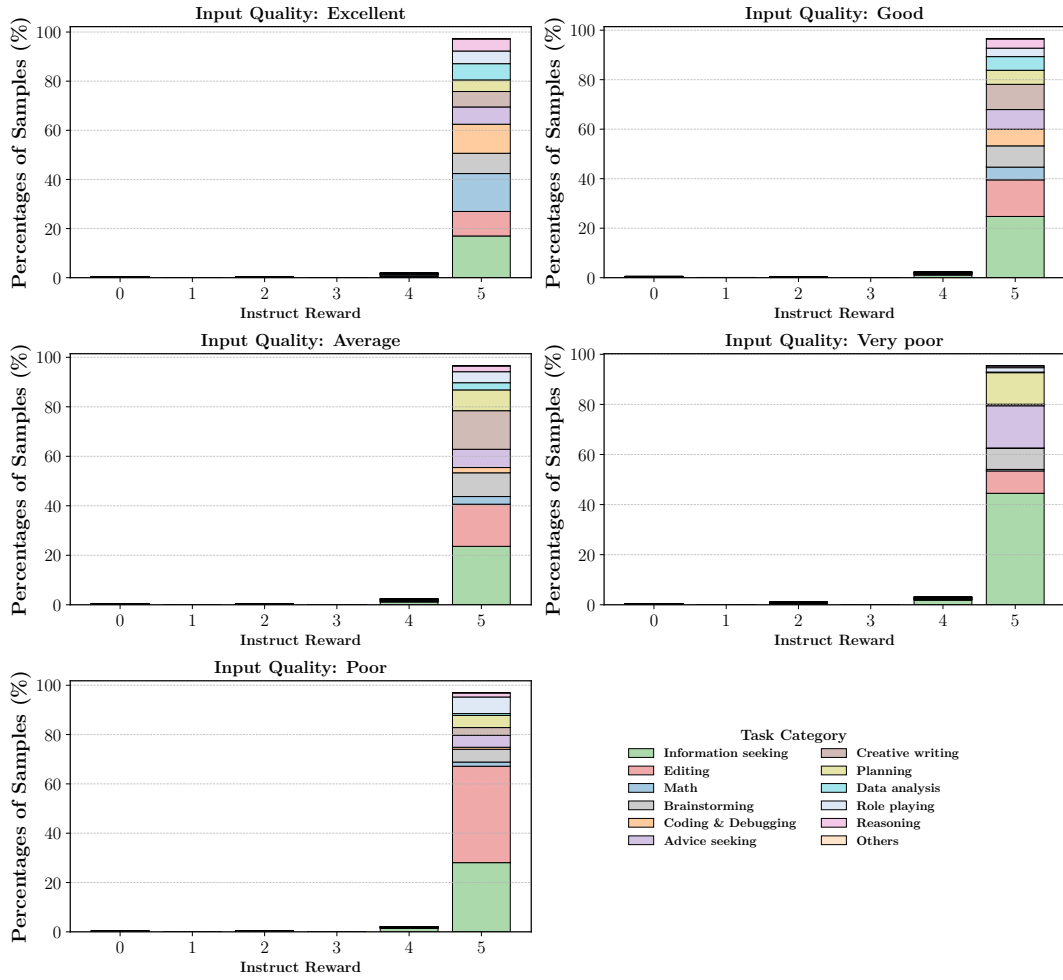 Input Quality: Excellent
Percentages of Samples (%)
100
80
60
40
20
0
0 1 2 3 4 5
Instruct Reward
Input Quality: Good
Percentages of Samples (%)
100
80
60
40
20
0
0 1 2 3 4 5
Instruct Reward
Input Quality: Average
Percentages of Samples (%)
100
80
60
40
20
0
0 1 2 3 4 5
Instruct Reward
Input Quality: Very poor
Percentages of Samples (%)
100
80
60
40
20
0
0 1 2 3 4 5
Instruct Reward
Input Quality: Poor
Percentages of Samples (%)
100
80
60
40
20
0
0 1 2 3 4 5
Instruct Reward
Task Category
Information seeking
Editing
Math
Brainstorming
Coding & Debugging
Advice seeking
Creative writing
Planning
Data analysis
Role playing
Reasoning
Others